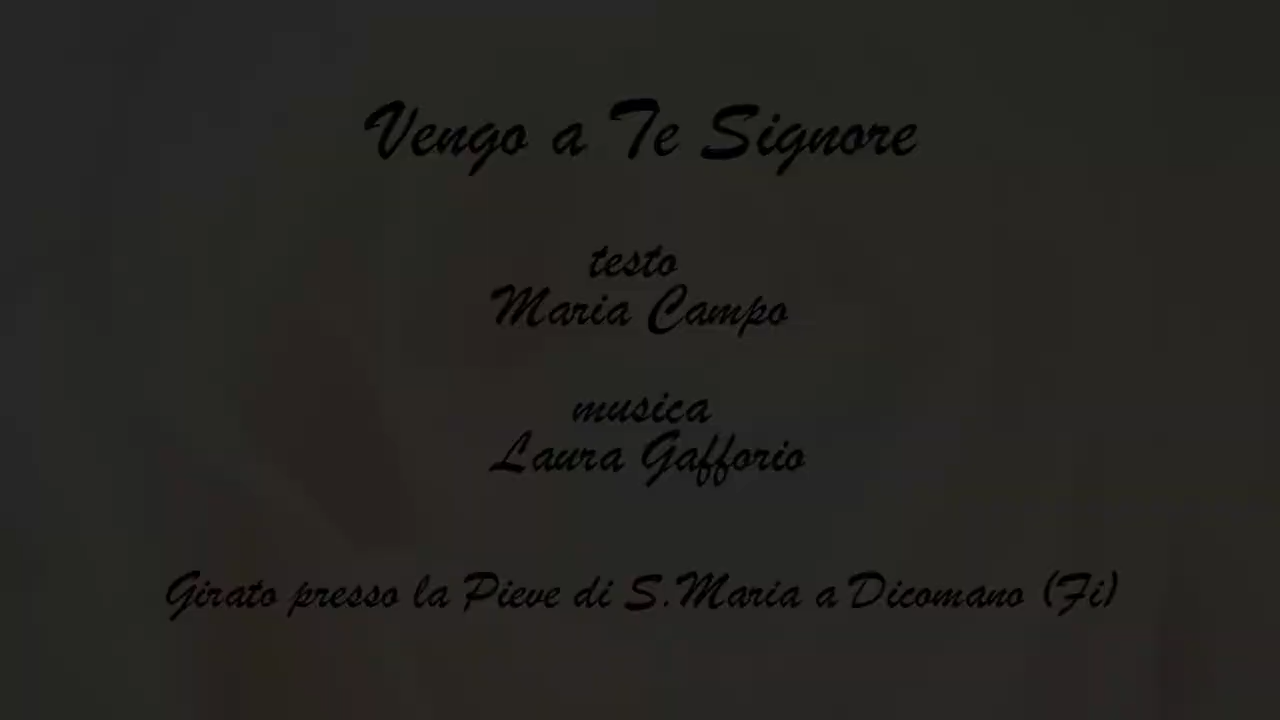 Vengo a Te Signore
testo
Maria Campo
musica
Laura Gafforio
Girato presso la Pieve di S.Maria a Dicomano (Fi)